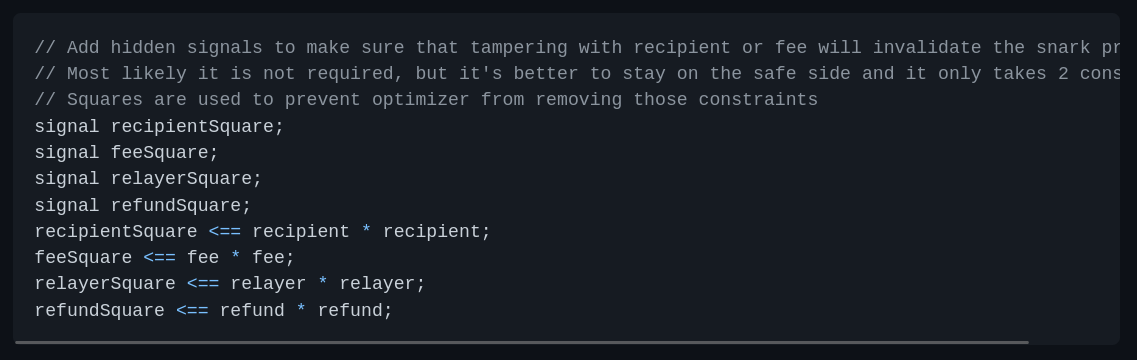 // Add hidden signals to make sure that tampering with recipient or fee will invalidate the snark
// Most likely it is not required, but it's better to stay on the safe side and it only takes 2
// Squares are used to prevent optimizer from removing those constraints
signal recipientSquare;
signal feeSquare;
signal relayerSquare;
signal refundSquare;
recipientSquare <== recipient * recipient;
feeSquare <== fee * fee;
relayerSquare <== relayer * relayer;
refundSquare <== refund * refund;